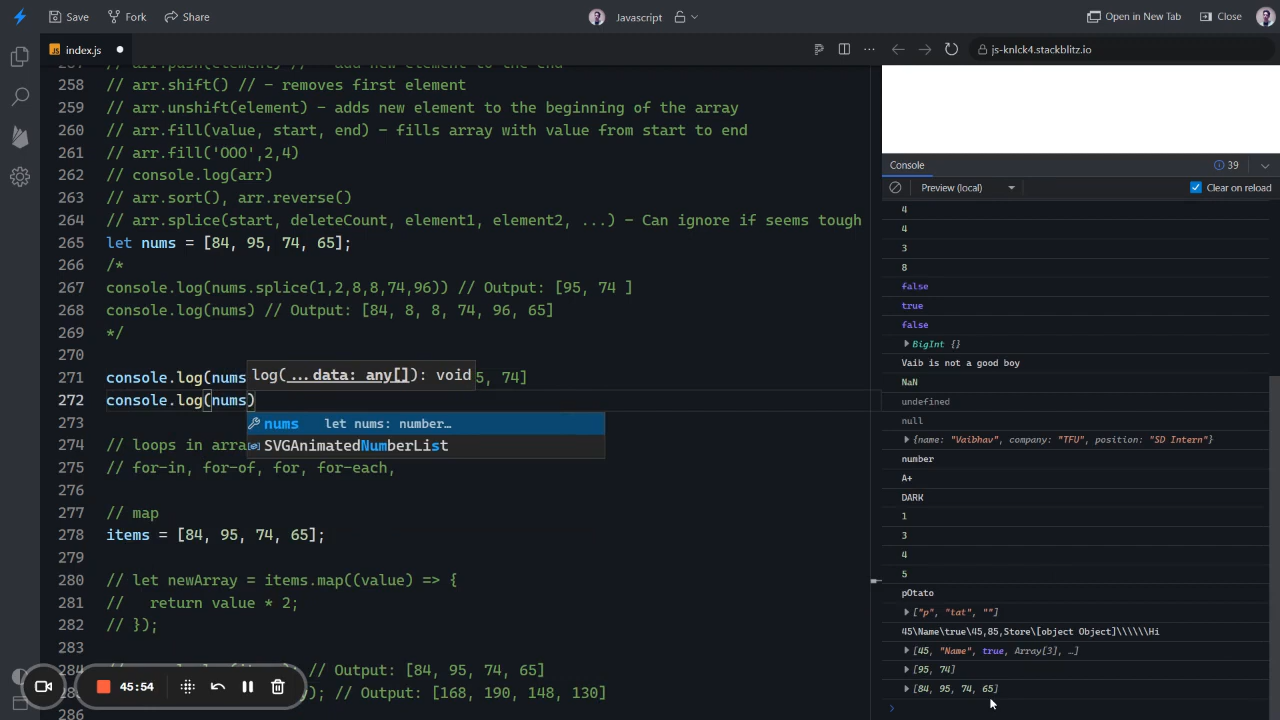 Save Fork Share Javascript Open in New Tab Close
index.js js-knlck4.stackblitz.io
258 // arr.shift() // - removes first element
259 // arr.unshift(element) - adds new element to the beginning of the array
260 // arr.fill(value, start, end) - fills array with value from start to end
261 // arr.fill('OOO',2,4)
262 // console.log(arr)
263 // arr.sort(), arr.reverse()
264 // arr.splice(start, deleteCount, element1, element2, ...) - Can ignore if seems tough
265 let nums = [84, 95, 74, 65];
266 /*
267 console.log(nums.splice(1,2,8,8,74,96)) // Output: [95, 74 ]
268 console.log(nums) // Output: [84, 8, 8, 74, 96, 65]
269 */
270
log(...data: any[]): void
271 console.log(nums 5, 74]
272 console.log(nums)
273 nums let nums: number…
274 // loops in arra SVGAnimatedNumberList
275 // for-in, for-of, for, for-each,
276
277 // map
278 items = [84, 95, 74, 65];
279
280 // let newArray = items.map((value) => {
281 //   return value * 2;
282 // });
283
284 // Output: [84, 95, 74, 65]
// Output: [168, 190, 148, 130]
286
45:54
Console 39
Preview (local) Clear on reload
4
4
3
8
false
true
false
BigInt {}
Vaib is not a good boy
NaN
undefined
null
{name: "Vaibhav", company: "TFU", position: "SD Intern"}
number
A+
DARK
1
3
4
5
pOtato
["p", "tat", ""]
45\Name\true\45,85,Store\[object Object]\\\\\\Hi
[45, "Name", true, Array[3], …]
[95, 74]
[84, 95, 74, 65]